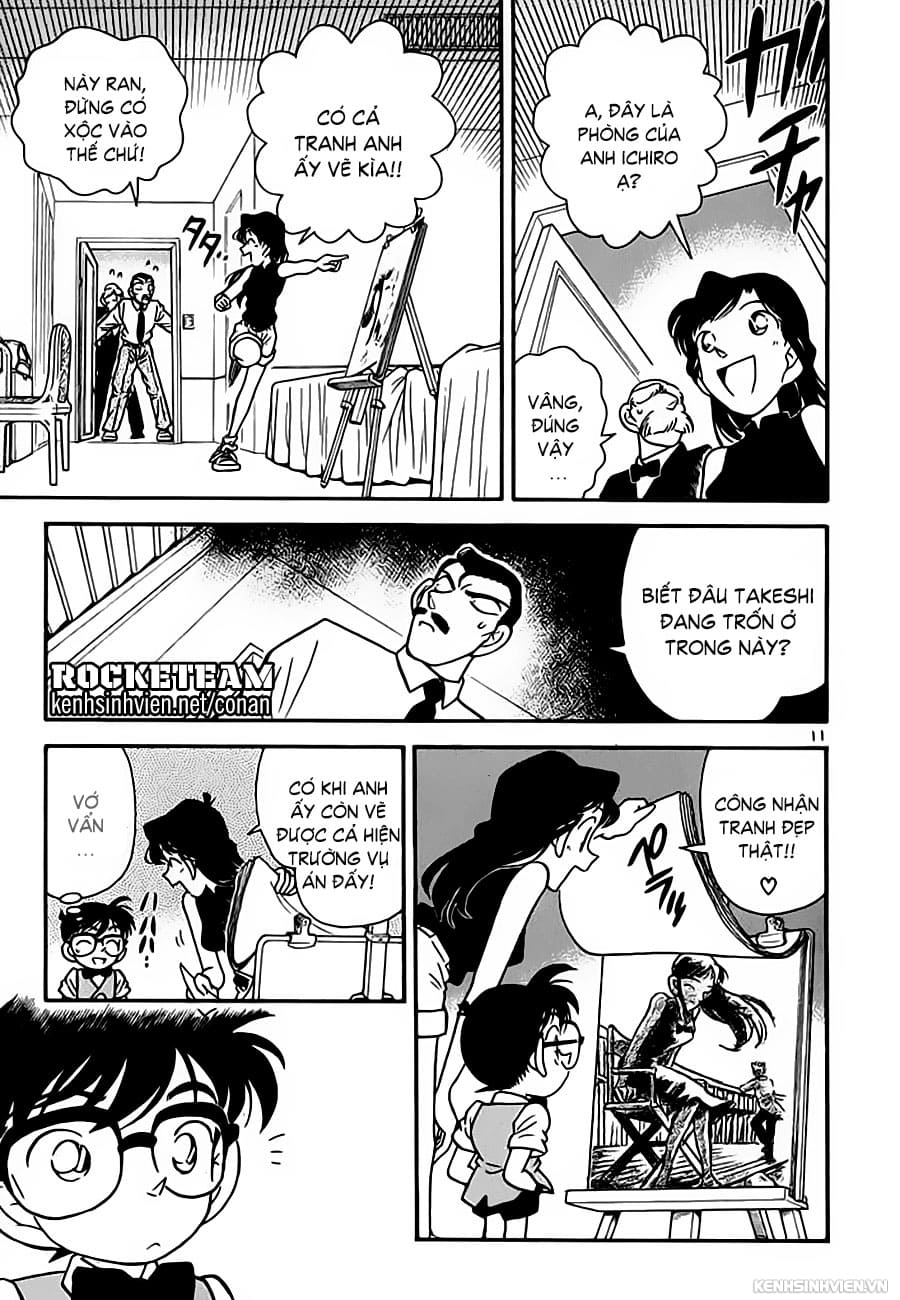 A, ĐÂY LÀ
PHÒNG CỦA
ANH ICHIRO
Ạ?
VÂNG,
ĐÚNG
VẬY
...
CÓ CẢ
TRANH ANH
ẤY VẼ KÌA!!
NÀY RAN,
ĐỪNG CÓ
XỘC VÀO
THẾ CHỨ!
タタ..!!
BIẾT ĐÂU TAKESHI
ĐANG TRỐN Ở
TRONG NÀY?
ROCKETEAM
kenhsinhvien.net/conan
11
CÔNG NHẬN
TRANH ĐẸP
THẬT!!
♡
CÓ KHI ANH
ẤY CÒN VẼ
ĐƯỢC CẢ HIỆN
TRƯỜNG VỤ
ÁN ĐẤY!
VỚ
VẨN
...
KENHSINHVIEN.VN